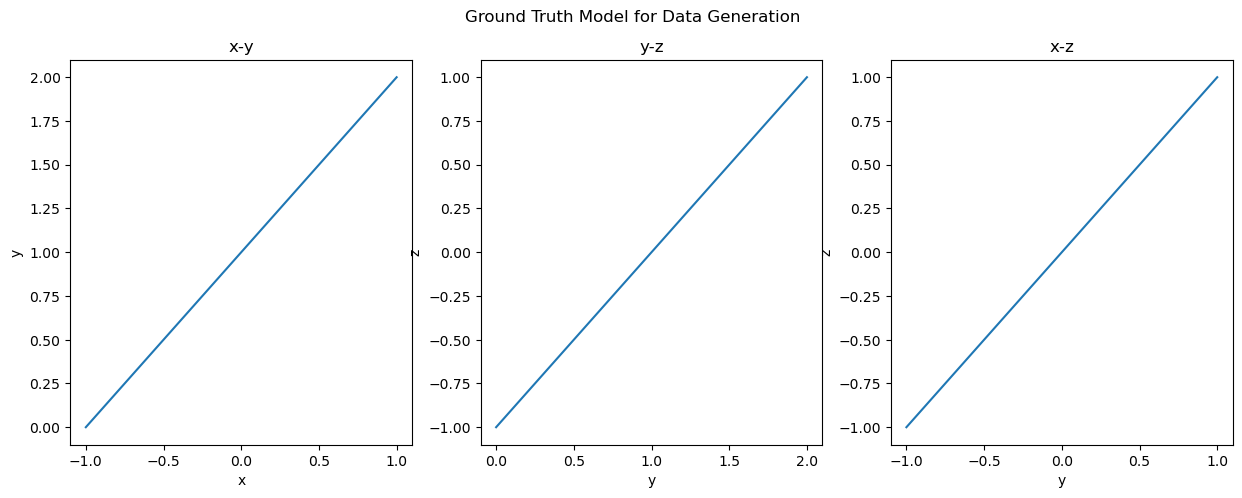 Ground Truth Model for Data Generation
x-y
2.00
1.75
1.50
1.25
1.00
0.75
0.50
0.25
0.00
y
−1.0 −0.5 0.0 0.5 1.0
x
y-z
1.00
0.75
0.50
0.25
0.00
−0.25
−0.50
−0.75
−1.00
z
0.0 0.5 1.0 1.5 2.0
y
x-z
1.00
0.75
0.50
0.25
0.00
−0.25
−0.50
−0.75
−1.00
z
−1.0 −0.5 0.0 0.5 1.0
y